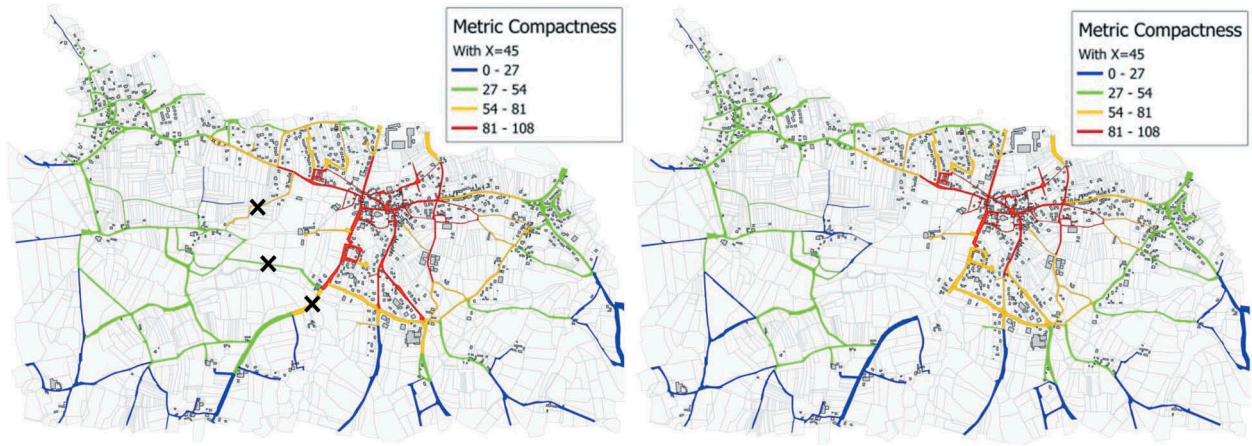 Metric Compactness
With X=45
0 - 27
27 - 54
54 - 81
81 - 108
Metric Compactness
With X=45
0 - 27
27 - 54
54 - 81
81 - 108